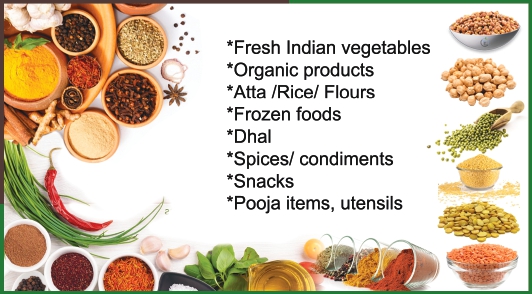 *Fresh Indian vegetables
*Organic products
*Atta /Rice/ Flours
*Frozen foods
*Dhal
*Spices/ condiments
*Snacks
*Pooja items, utensils